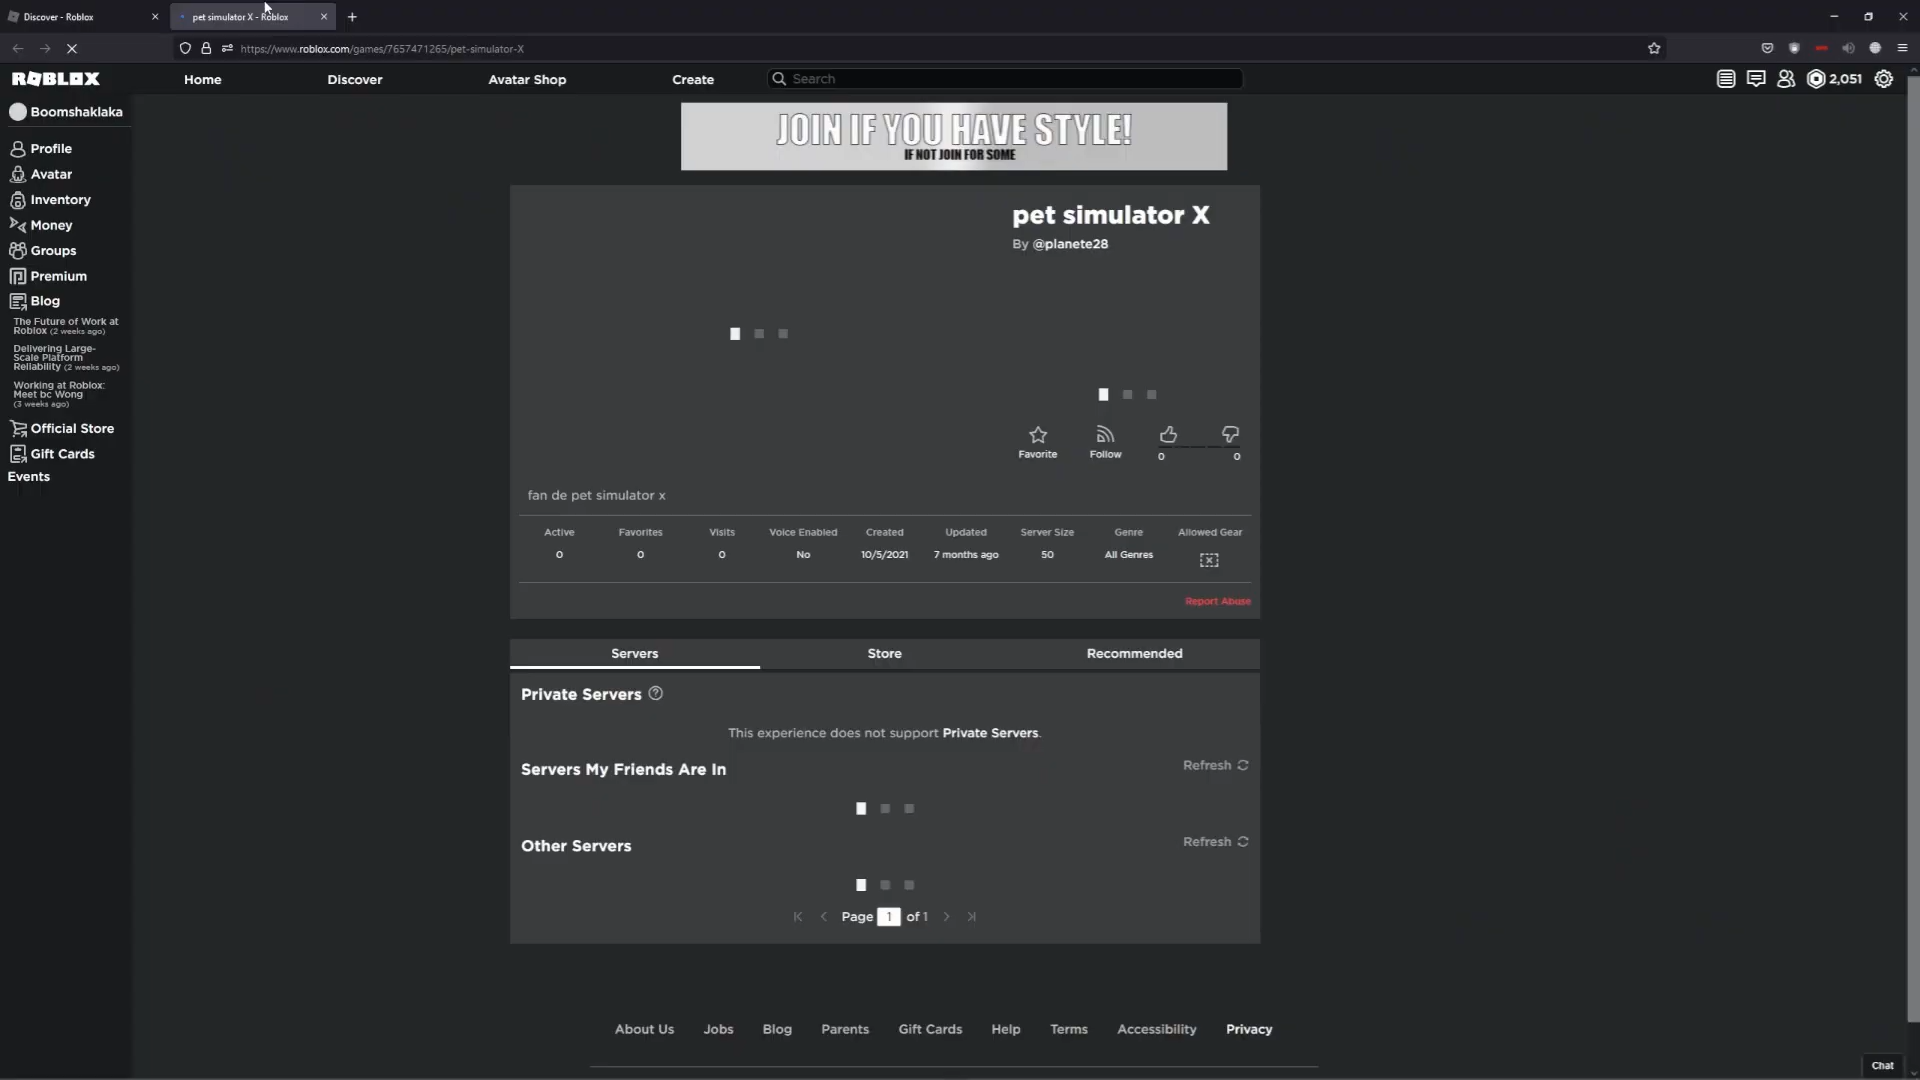 Discover - Roblox
pet simulator X - Roblox
https://www.roblox.com/games/7657471265/pet-simulator-X
ROBLOX
Home
Discover
Avatar Shop
Create
Search
2,051
Boomshaklaka
Profile
Avatar
Inventory
Money
Groups
Premium
Blog
The Future of Work at
Roblox (2 weeks ago)
Delivering Large-
Scale Platform
Reliability (2 weeks ago)
Working at Roblox:
Meet bc Wong
(3 weeks ago)
Official Store
Gift Cards
Events
JOIN IF YOU HAVE STYLE!
IF NOT JOIN FOR SOME
pet simulator X
By @planete28
Favorite
Follow
0
0
fan de pet simulator x
Active Favorites Visits Voice Enabled Created Updated Server Size Genre Allowed Gear
0 0 0 No 10/5/2021 7 months ago 50 All Genres
Report Abuse
Servers
Store
Recommended
Private Servers
This experience does not support Private Servers.
Servers My Friends Are In
Refresh
Other Servers
Refresh
Page 1 of 1
About Us
Jobs
Blog
Parents
Gift Cards
Help
Terms
Accessibility
Privacy
Chat